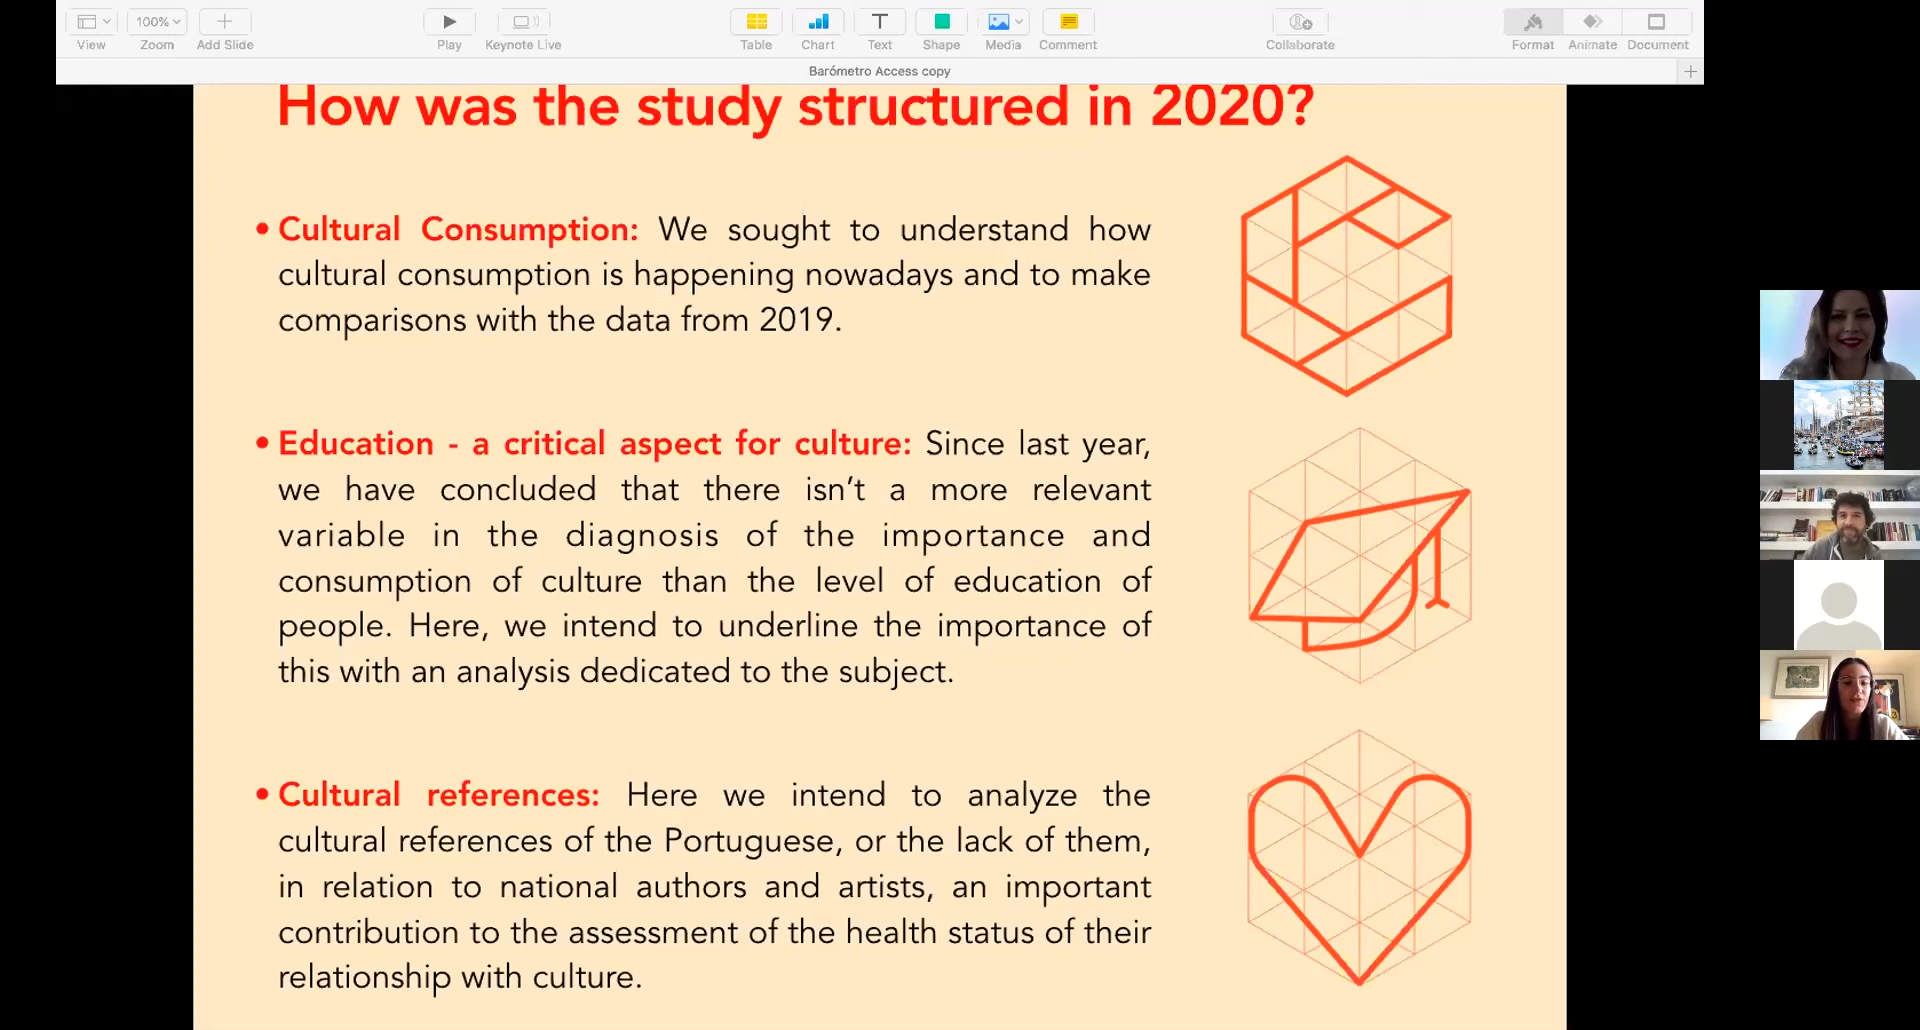 View
100%
Zoom
Add Slide
Play
Keynote Live
Table
Chart
T
Text
Shape
Media
Comment
Collaborate
Format
Animate
Document
Barómetro Access copy
How was the study structured in 2020?
• Cultural Consumption: We sought to understand how
cultural consumption is happening nowadays and to make
comparisons with the data from 2019.
• Education - a critical aspect for culture: Since last year,
we have concluded that there isn’t a more relevant
variable in the diagnosis of the importance and
consumption of culture than the level of education of
people. Here, we intend to underline the importance of
this with an analysis dedicated to the subject.
• Cultural references: Here we intend to analyze the
cultural references of the Portuguese, or the lack of them,
in relation to national authors and artists, an important
contribution to the assessment of the health status of their
relationship with culture.